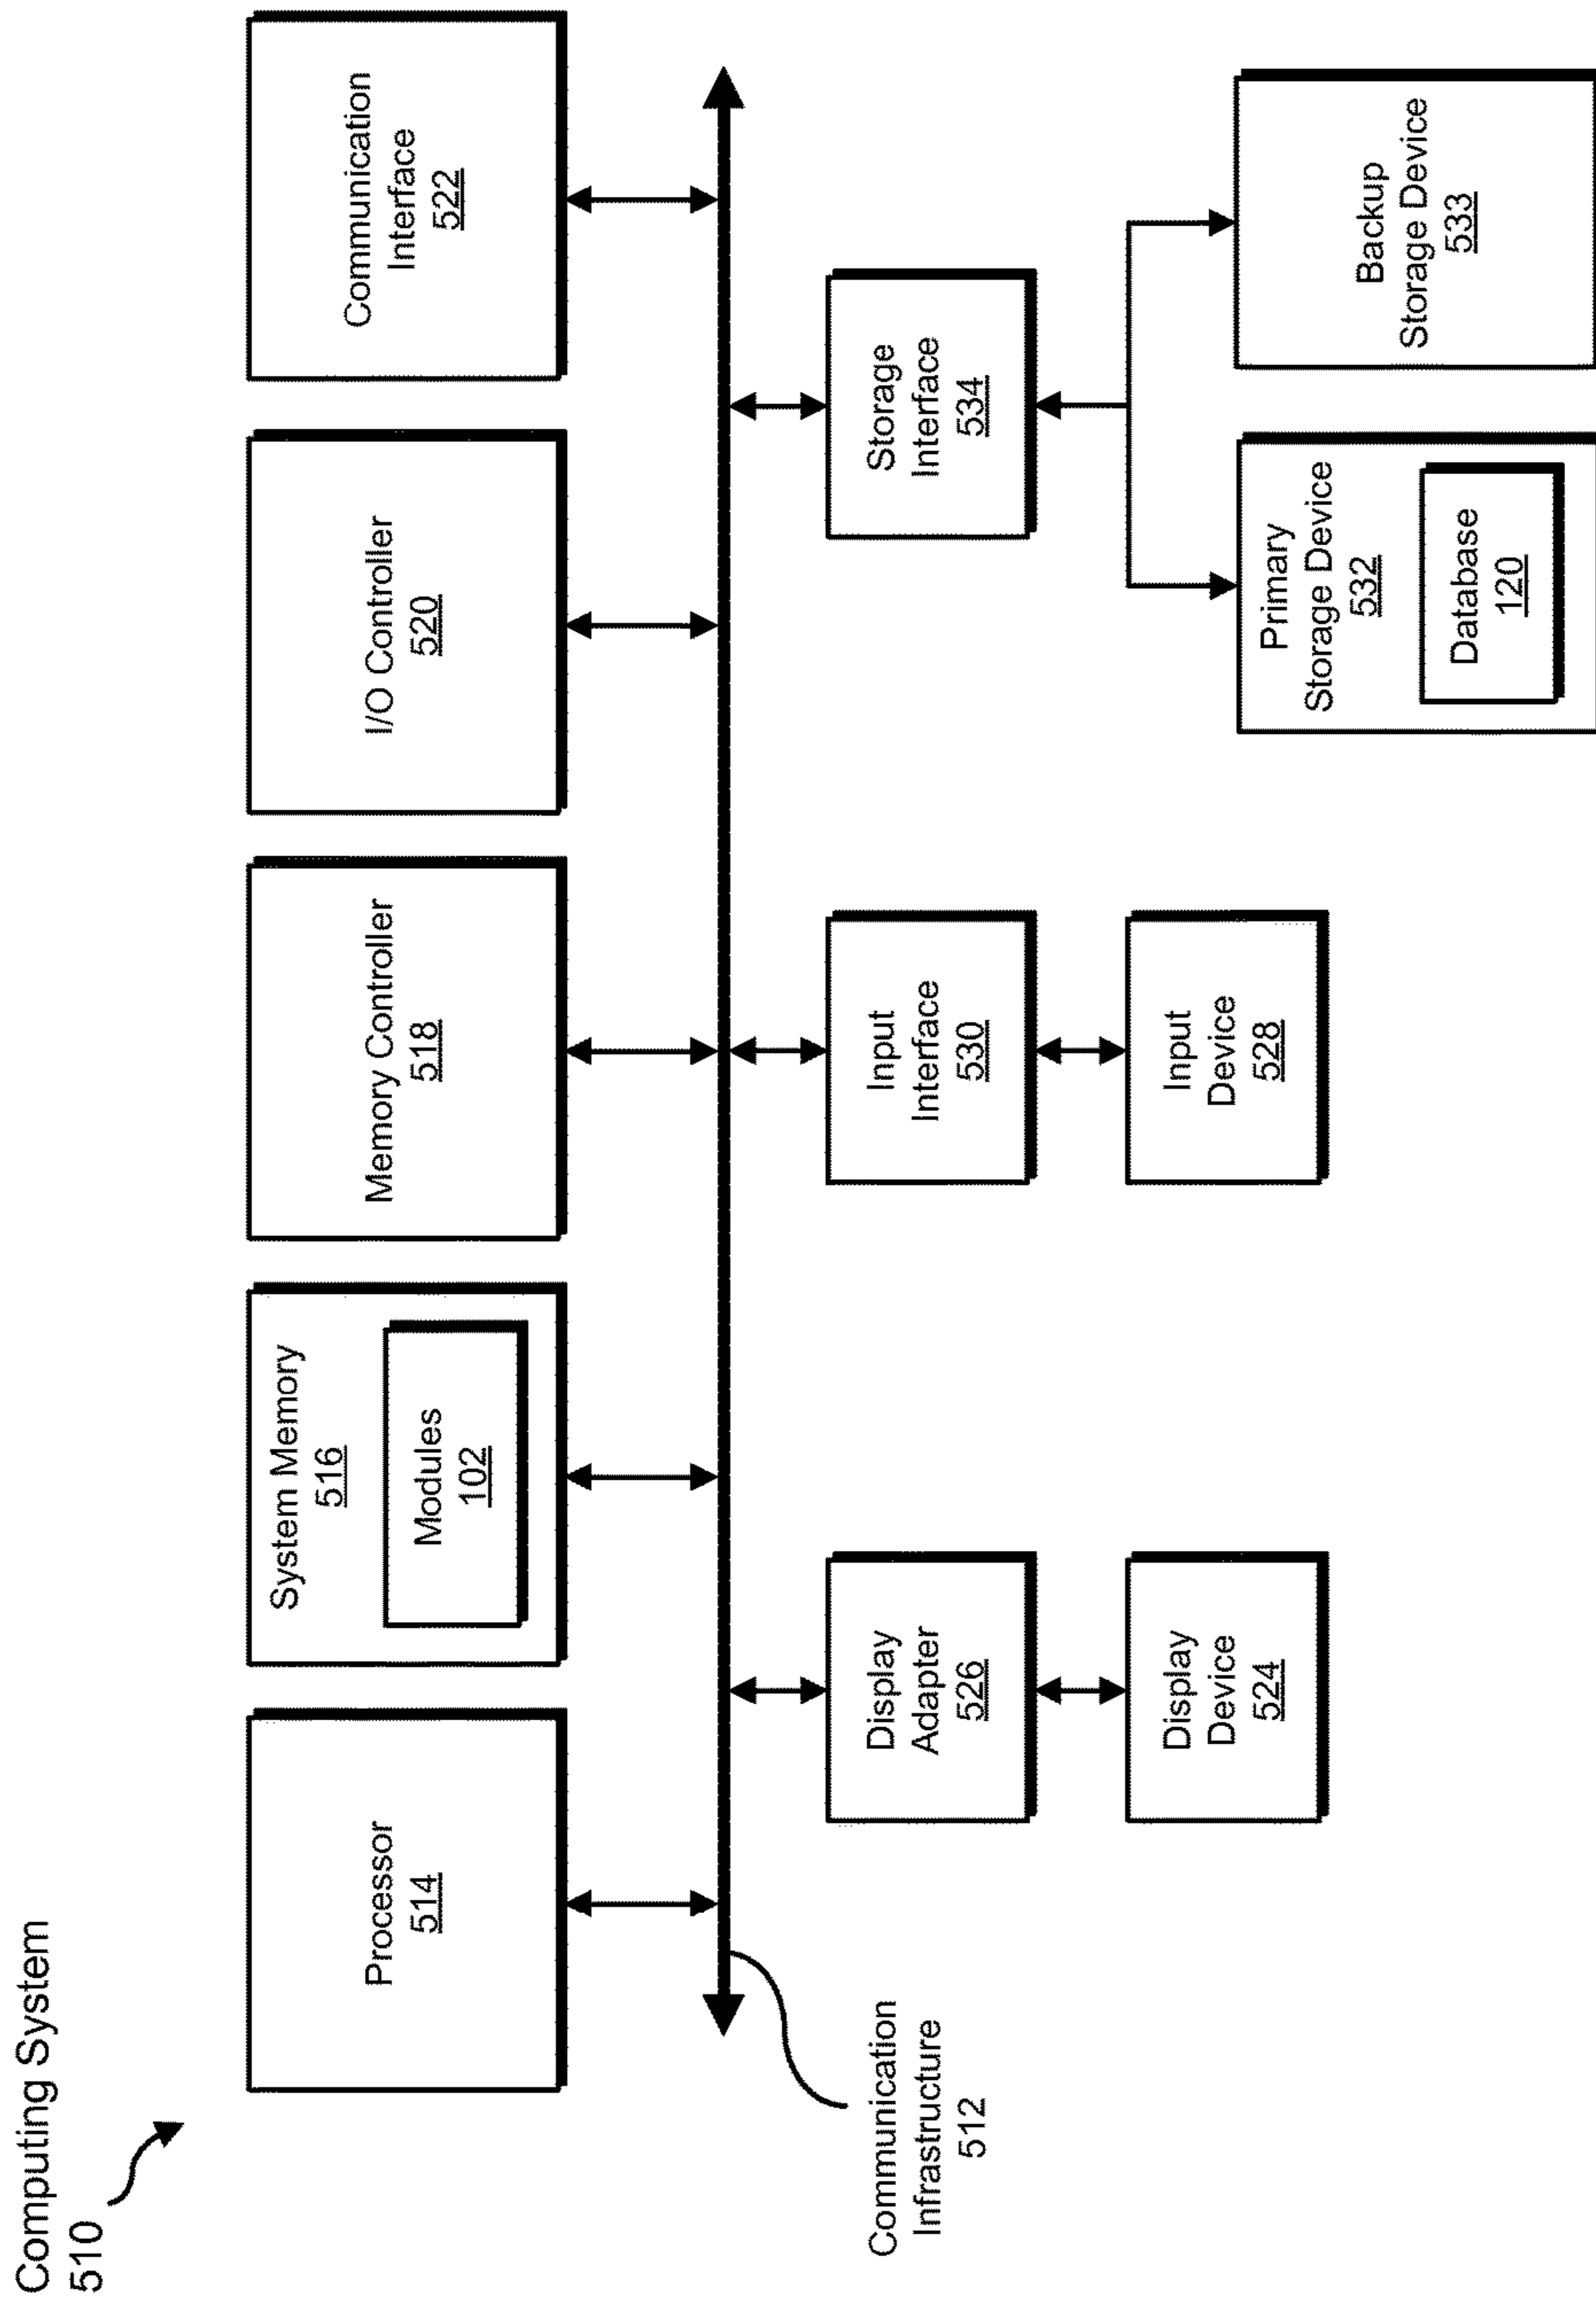 Computing System
510
Processor
514
System Memory
516
Modules
102
Memory Controller
518
I/O Controller
520
Communication
Interface
522
Communication
Infrastructure
512
Display
Adapter
526
Input
Interface
530
Storage
Interface
534
Display
Device
524
Input
Device
528
Primary
Storage Device
532
Database
120
Backup
Storage Device
533